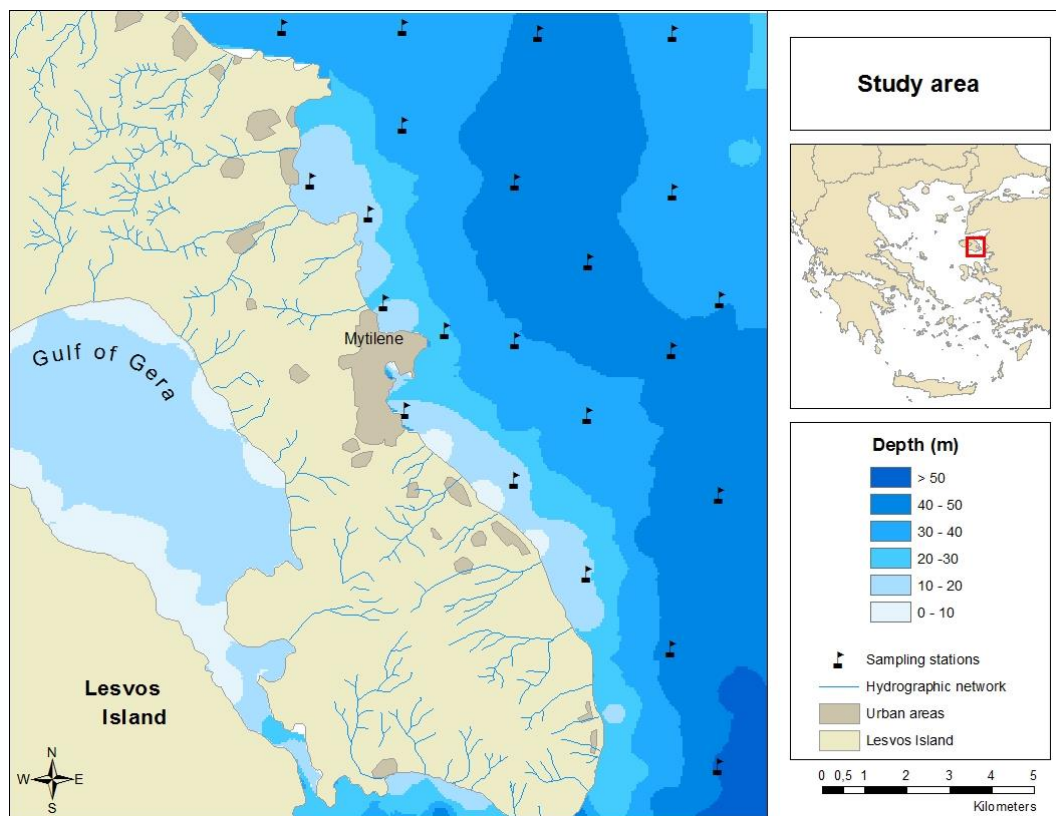 Study area
Gulf of Gera
Mytilene
Lesvos
Island
N
W E
S
Depth (m)
> 50
40 - 50
30 - 40
20 -30
10 - 20
0 - 10
Sampling stations
Hydrographic network
Urban areas
Lesvos Island
0 0,5 1 2 3 4 5
Kilometers